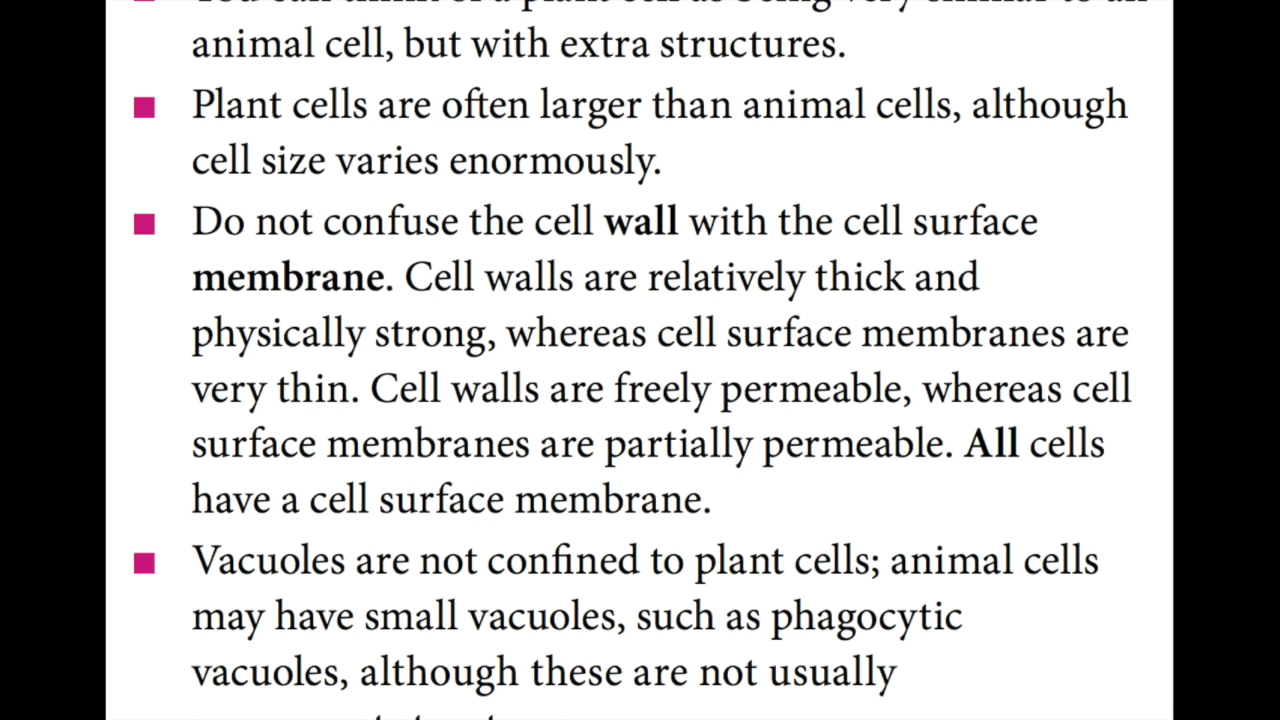 animal cell, but with extra structures.
Plant cells are often larger than animal cells, although
cell size varies enormously.
Do not confuse the cell wall with the cell surface
membrane. Cell walls are relatively thick and
physically strong, whereas cell surface membranes are
very thin. Cell walls are freely permeable, whereas cell
surface membranes are partially permeable. All cells
have a cell surface membrane.
Vacuoles are not confined to plant cells; animal cells
may have small vacuoles, such as phagocytic
vacuoles, although these are not usually